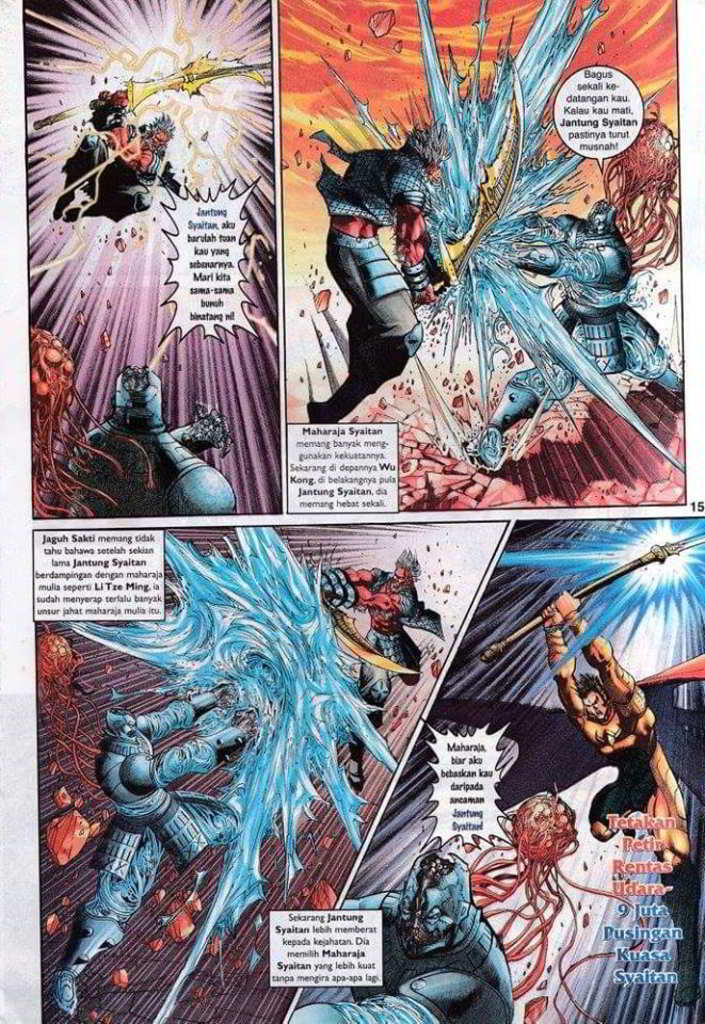 Jantung
Syaitan, aku
barulah tuan
kau yang
sebenarnya.
Mari kita
sama-sama
bunuh
binatang ni!
Bagus
sekali ke-
datangan kau.
Kalau kau mati,
Jantung Syaitan
pastinya turut
musnah!
Maharaja Syaitan
memang banyak meng-
gunakan kekuatannya.
Sekarang di depannya Wu
Kong, di belakangnya pula
Jantung Syaitan, dia
memang hebat sekali.
15
Jaguh Sakti memang tidak
tahu bahawa setelah sekian
lama Jantung Syaitan
berdampingan dengan maharaja
mulia seperti Li Tze Ming, ia
sudah menyerap terlalu banyak
unsur jahat maharaja mulia itu.
Maharaja,
biar aku
bebaskan kau
daripada
ancaman
Jantung
Syaitan!
Tetakan
Petir
Rentas
Udara-
9 Juta
Pusingan
Kuasa
Syaitan
Sekarang Jantung
Syaitan lebih memberat
kepada kejahatan. Dia
memilih Maharaja
Syaitan yang lebih kuat
tanpa mengira apa-apa lagi.